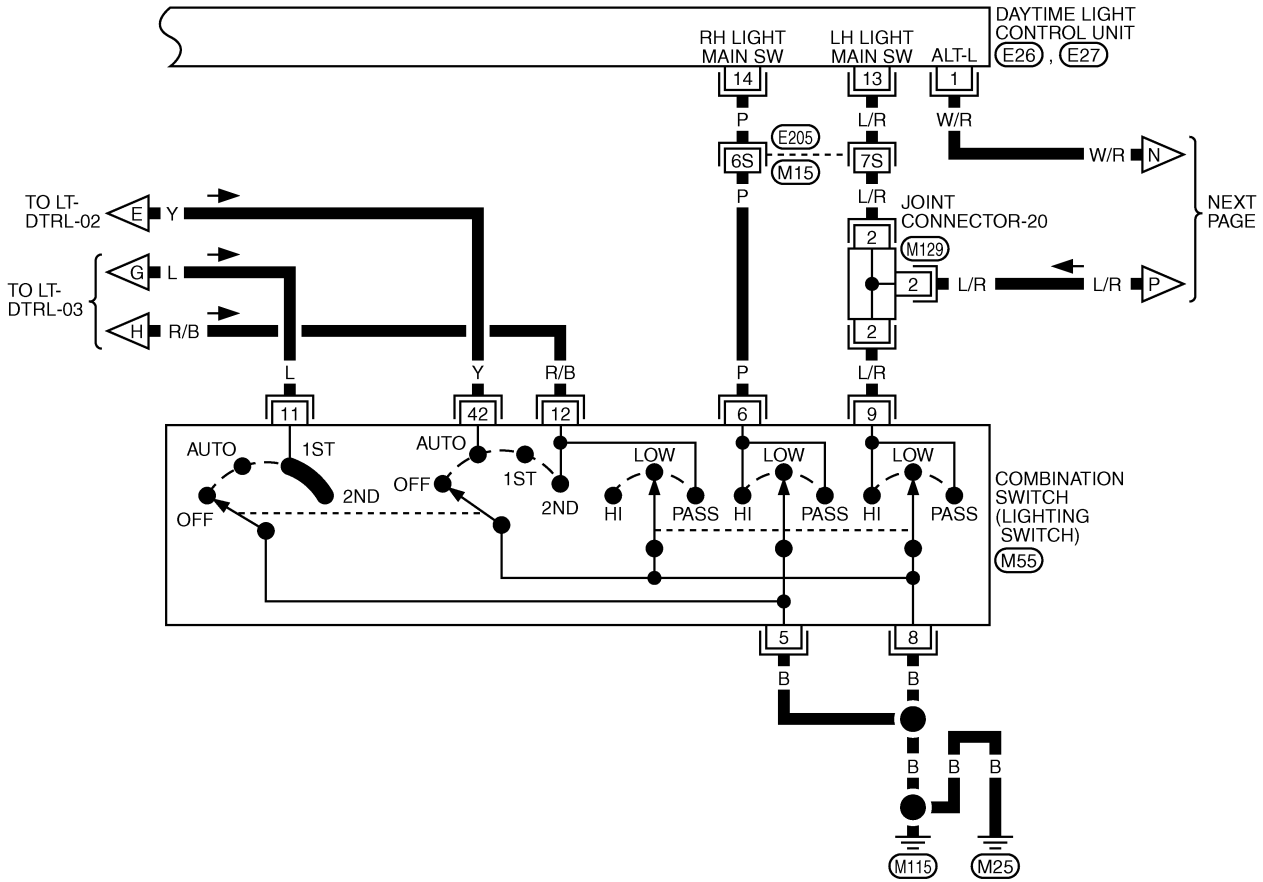 DAYTIME LIGHT
CONTROL UNIT
E26 , E27
RH LIGHT
MAIN SW
LH LIGHT
MAIN SW
ALT-L
14
13
1
P
L/R
W/R
E205
6S
7S
M15
W/R
N
P
L/R
TO LT-
DTRL-02
E
Y
JOINT
CONNECTOR-20
M129
NEXT
PAGE
2
G
L
TO LT-
DTRL-03
2
L/R
L/R
P
H
R/B
2
L
Y
R/B
P
L/R
11
42
12
6
9
AUTO
1ST
2ND
OFF
AUTO
OFF
1ST
2ND
LOW
HI
PASS
LOW
HI
PASS
LOW
HI
PASS
COMBINATION
SWITCH
(LIGHTING
SWITCH)
M55
5
8
B
B
B
B
B
M115
M25